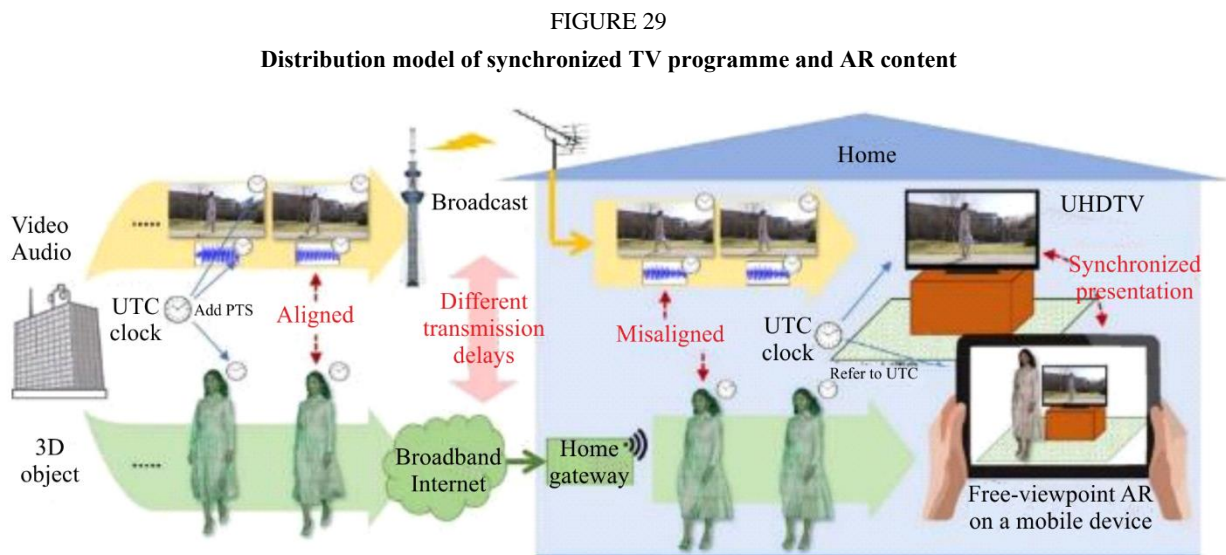 FIGURE 29
Distribution model of synchronized TV programme and AR content
Home
Broadcast
UHDTV
Video
Audio
UTC
clock
Add PTS
Aligned
Different
transmission
delays
Misaligned
UTC
clock
Refer to UTC
Synchronized
presentation
3D
object
Broadband
Internet
Home
gateway
Free-viewpoint AR
on a mobile device